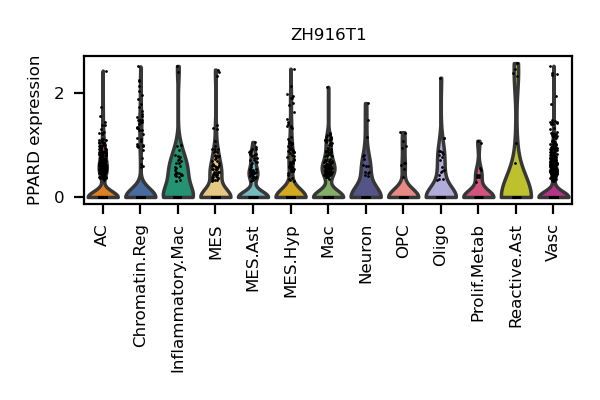 ZH916T1
PPARD expression
2
0
AC
Chromatin.Reg
Inflammatory.Mac
MES
MES.Ast
MES.Hyp
Mac
Neuron
OPC
Oligo
Prolif.Metab
Reactive.Ast
Vasc